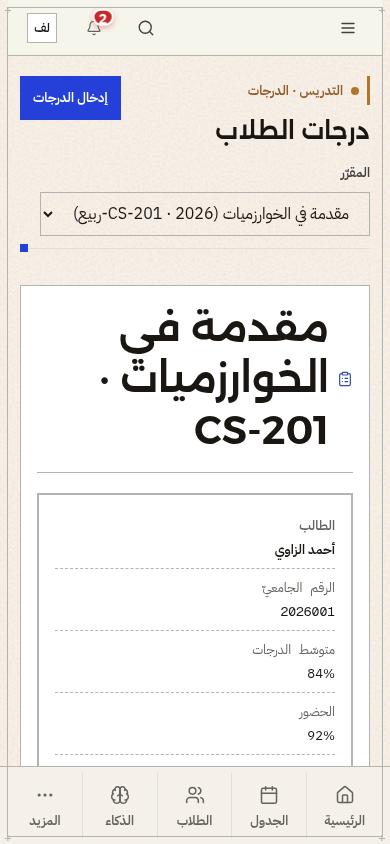 2
لف
التدريس · الدرجات
درجات الطلاب
إدخال الدرجات
المقرّر
مقدمة في الخوارزميات (CS-201 · 2026-ربيع)
مقدمة في
الخوارزميات ·
CS-201
الطالب
أحمد الزاوي
الرقم الجامعيّ
2026001
متوسّط الدرجات
84%
الحضور
92%
الرئيسية
الجدول
الطلاب
الذكاء
المزيد